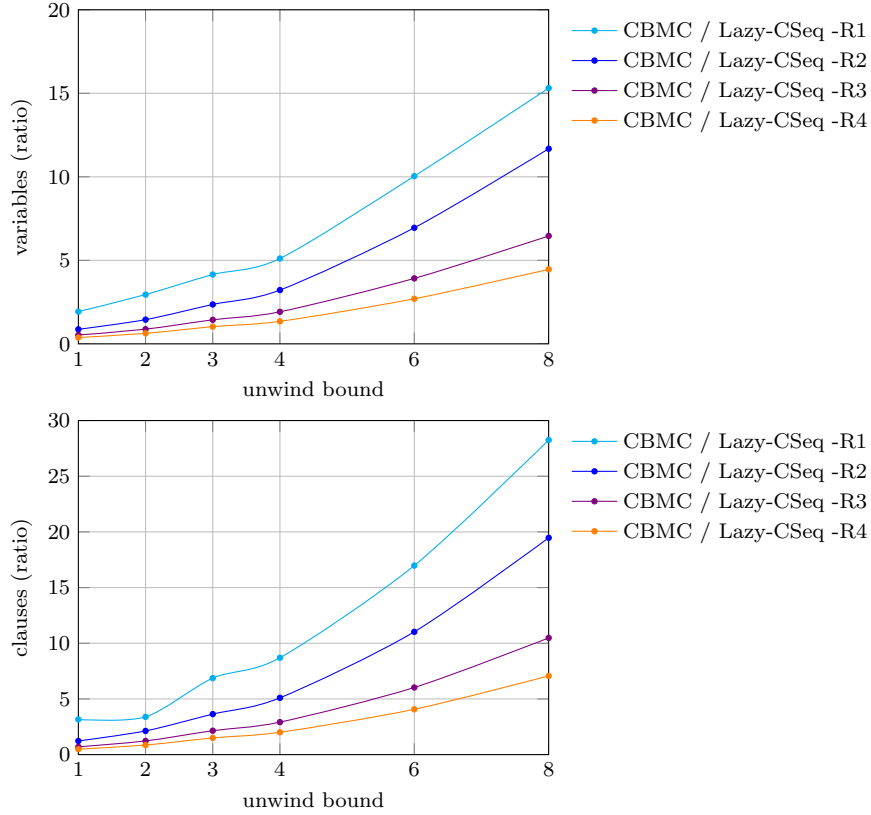 20
15
10
5
0
variables (ratio)
1 2 3 4 6 8
unwind bound
CBMC / Lazy-CSeq -R1
CBMC / Lazy-CSeq -R2
CBMC / Lazy-CSeq -R3
CBMC / Lazy-CSeq -R4
30
25
20
15
10
5
0
clauses (ratio)
1 2 3 4 6 8
unwind bound
CBMC / Lazy-CSeq -R1
CBMC / Lazy-CSeq -R2
CBMC / Lazy-CSeq -R3
CBMC / Lazy-CSeq -R4